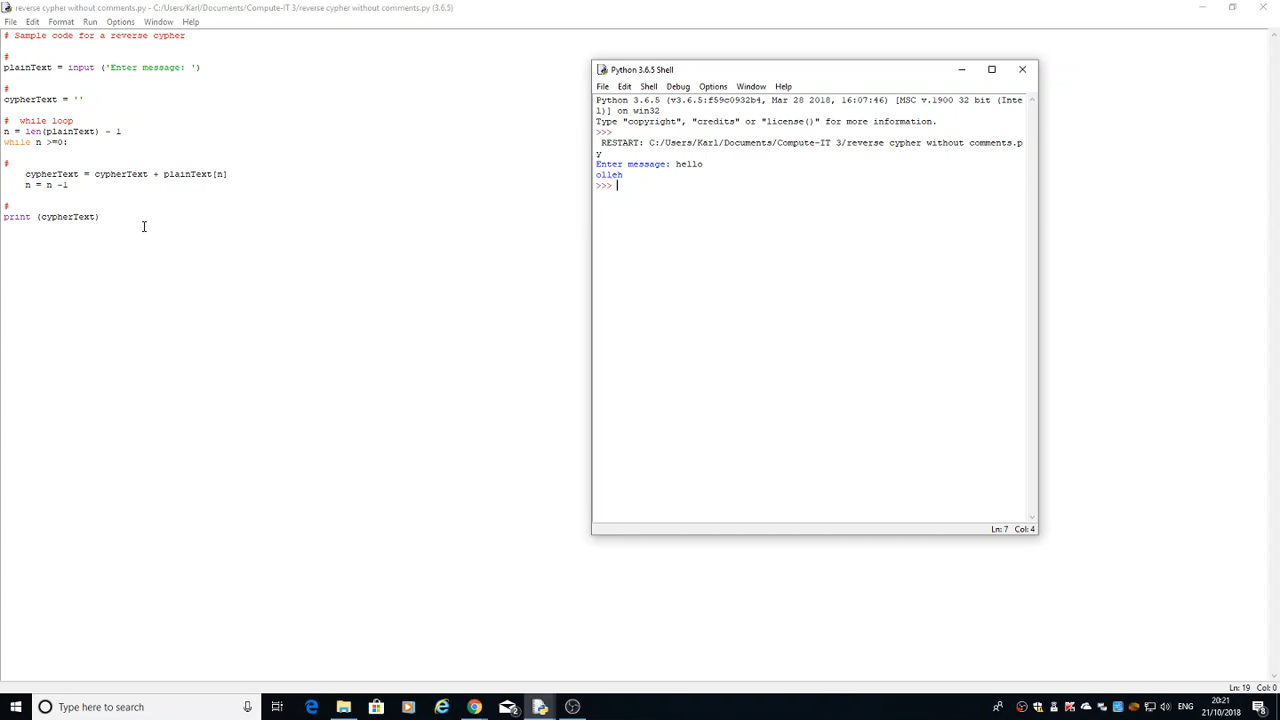 reverse cypher without comments.py - C:/Users/Karl/Documents/Compute-IT 3/reverse cypher without comments.py (3.6.5)
File Edit Format Run Options Window Help
# Sample code for a reverse cypher
#
plainText = input ('Enter message: ')
#
cypherText = ''
#  while loop
n = len(plainText) - 1
while n >=0:
#
    cypherText = cypherText + plainText[n]
    n = n -1
#
print (cypherText)
Python 3.6.5 Shell
File Edit Shell Debug Options Window Help
Python 3.6.5 (v3.6.5:f59c0932b4, Mar 28 2018, 16:07:46) [MSC v.1900 32 bit (Inte
l)] on win32
Type "copyright", "credits" or "license()" for more information.
>>>
 RESTART: C:/Users/Karl/Documents/Compute-IT 3/reverse cypher without comments.p
y
Enter message: hello
olleh
>>>
Ln: 7 Col: 4
Ln: 19 Col: 0
Type here to search
ENG
20:21
21/10/2018